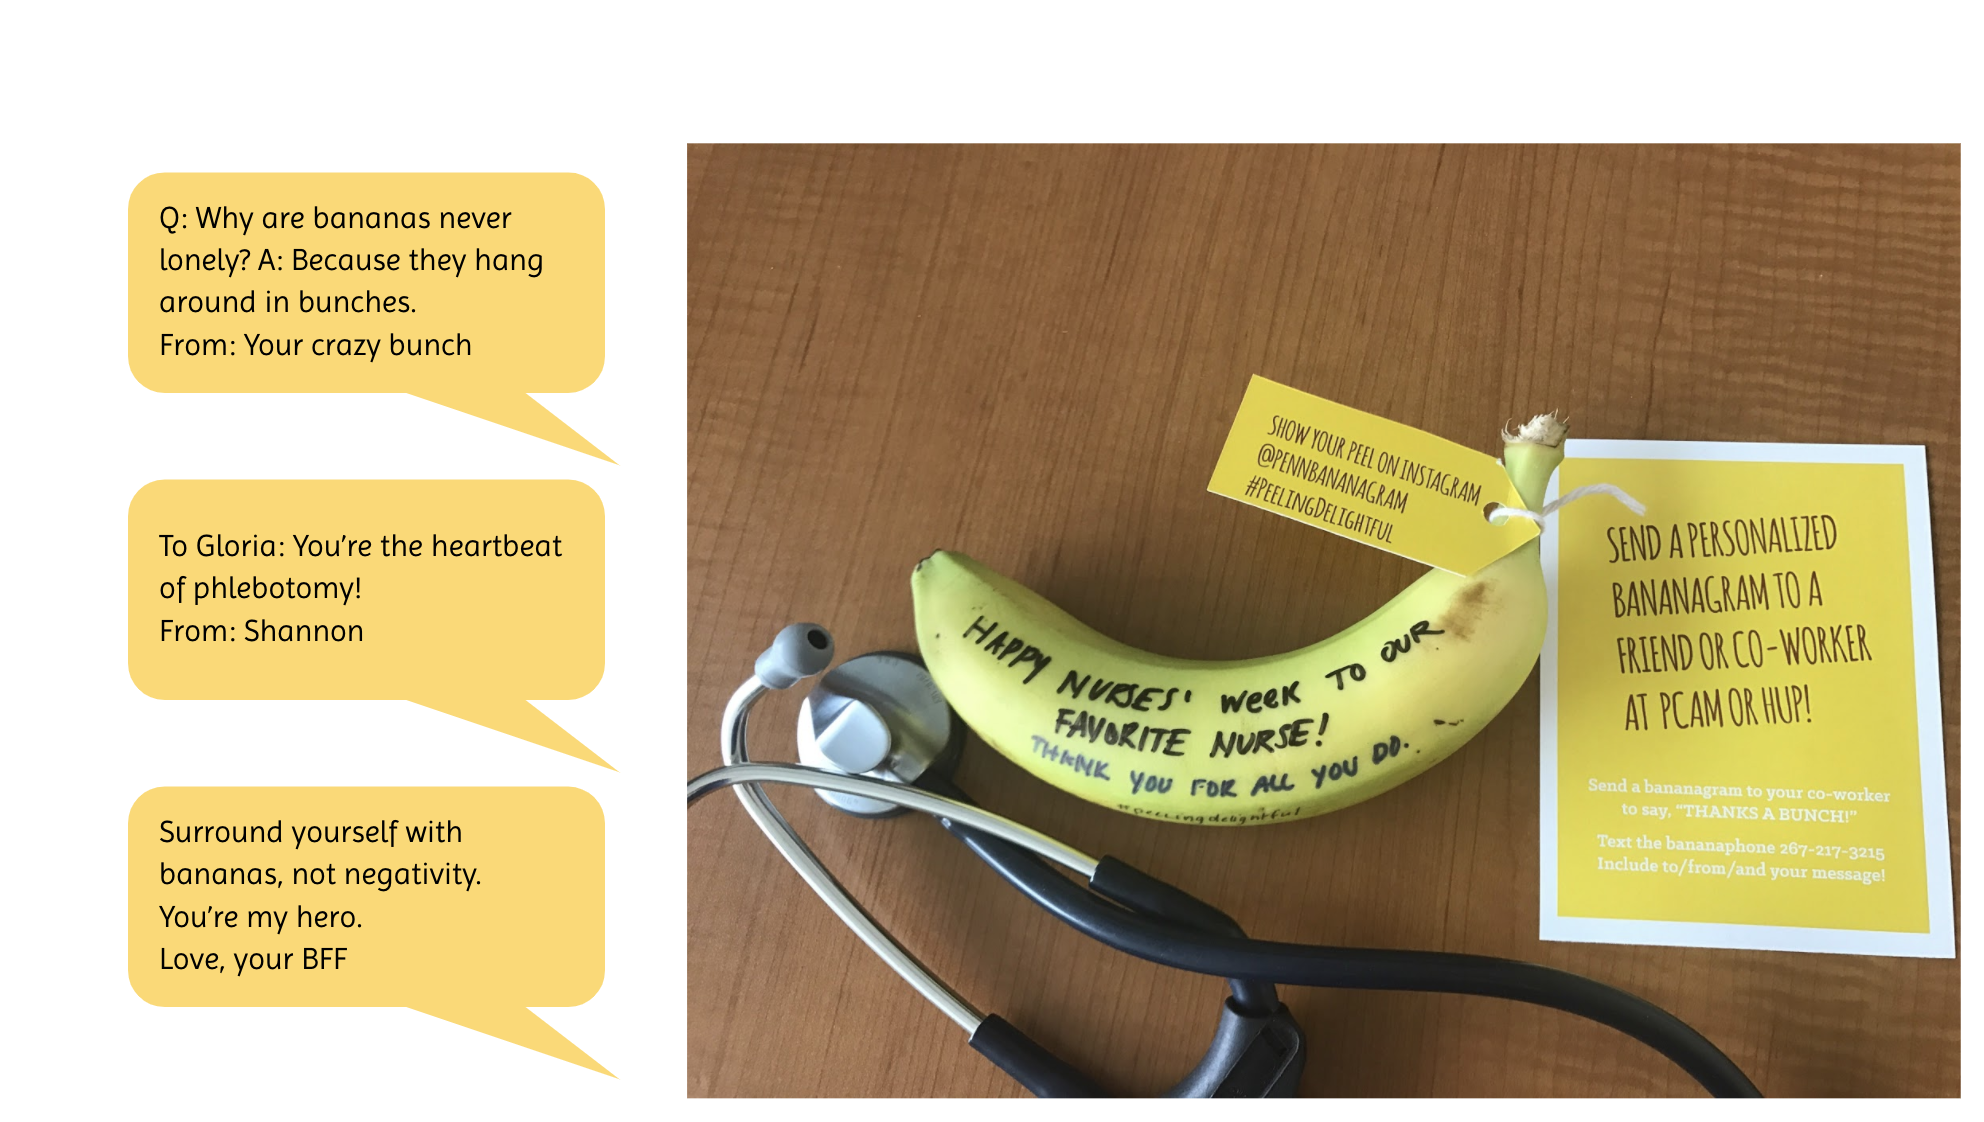 Q: Why are bananas never
lonely? A: Because they hang
around in bunches.
From: Your crazy bunch
To Gloria: You’re the heartbeat
of phlebotomy!
From: Shannon
Surround yourself with
bananas, not negativity.
You’re my hero.
Love, your BFF
SHOW YOUR PEEL ON INSTAGRAM
@PENNBANANAGRAM
#PEELINGDELIGHTFUL
HAPPY NURSES' WEEK TO OUR
FAVORITE NURSE!
THANK YOU FOR ALL YOU DO.
#peelingdelightful
SEND A PERSONALIZED
BANANAGRAM TO A
FRIEND OR CO-WORKER
AT PCAM OR HUP!
Send a bananagram to your co-worker
to say, “THANKS A BUNCH!”
Text the bananaphone 267-217-3215
Include to/from/and your message!